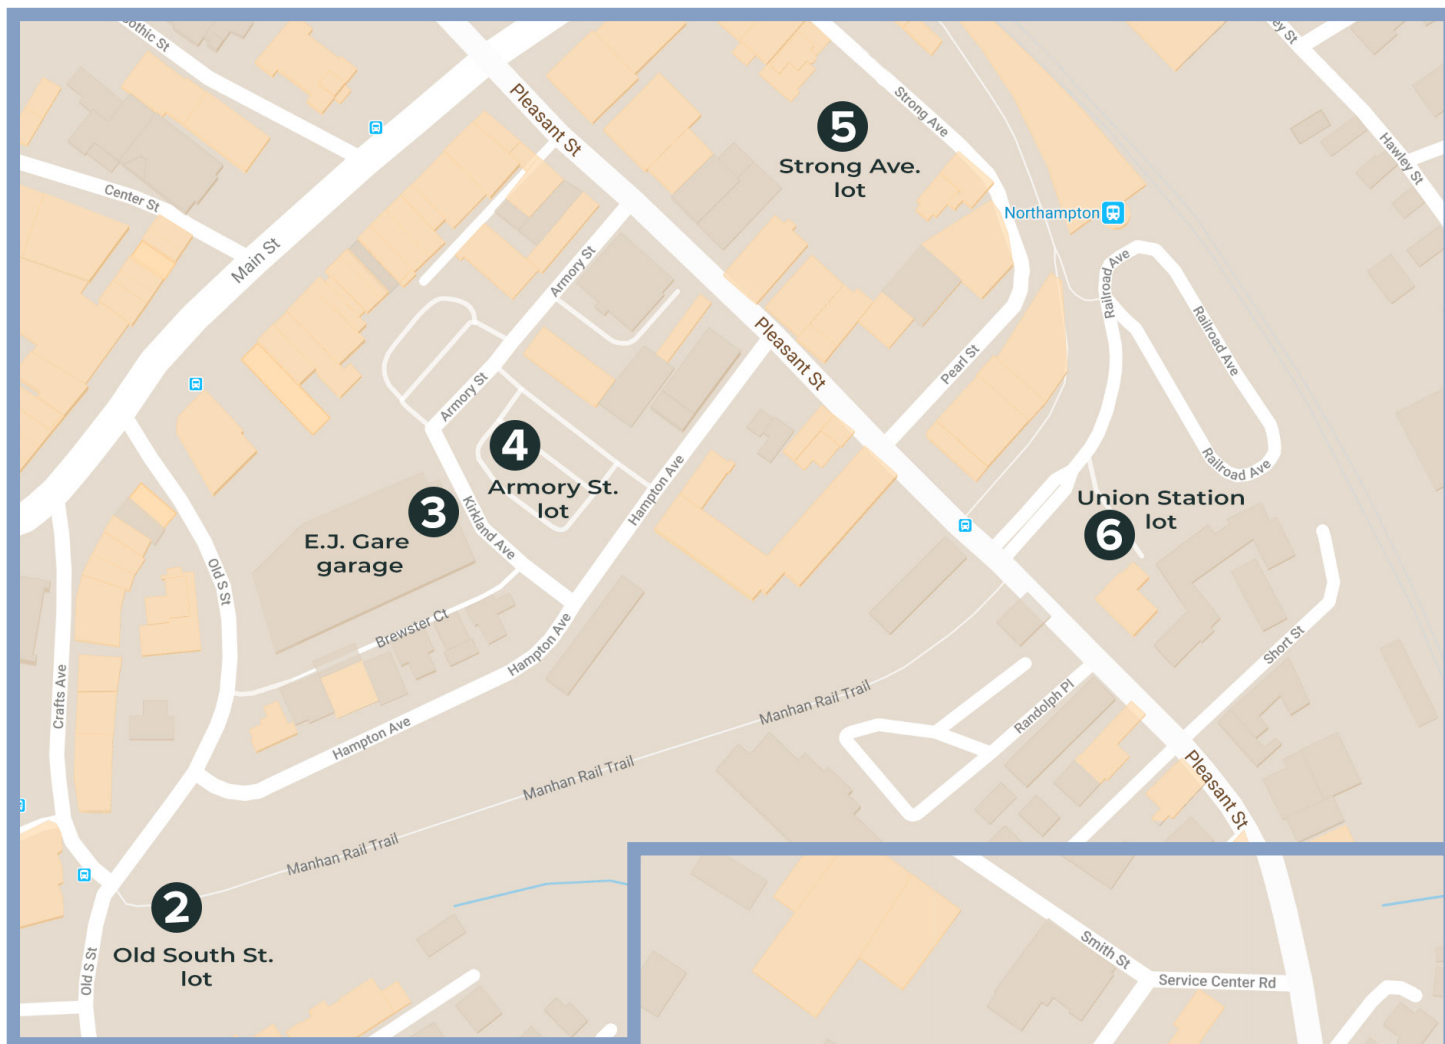 Pleasant St
Strong Ave
5
Strong Ave.
lot
Hawley St
Center St
Northampton
Main St
Armory St
Railroad Ave
Railroad Ave
Pleasant St
Pearl St
Armory St
4
Armory St.
lot
Hampton Ave
Railroad Ave
Union Station
lot
6
3
E.J. Gare
garage
Kirkland Ave
Old S St
Brewster Ct
Hampton Ave
Short St
Crafts Ave
Manhan Rail Trail
Randolph Pl
Hampton Ave
Manhan Rail Trail
Pleasant St
Manhan Rail Trail
2
Old South St.
lot
Old S St
Smith St
Service Center Rd